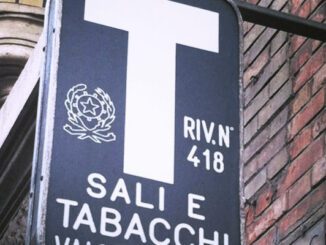 T
RIV.N°
418
SALI E
TABACCHI